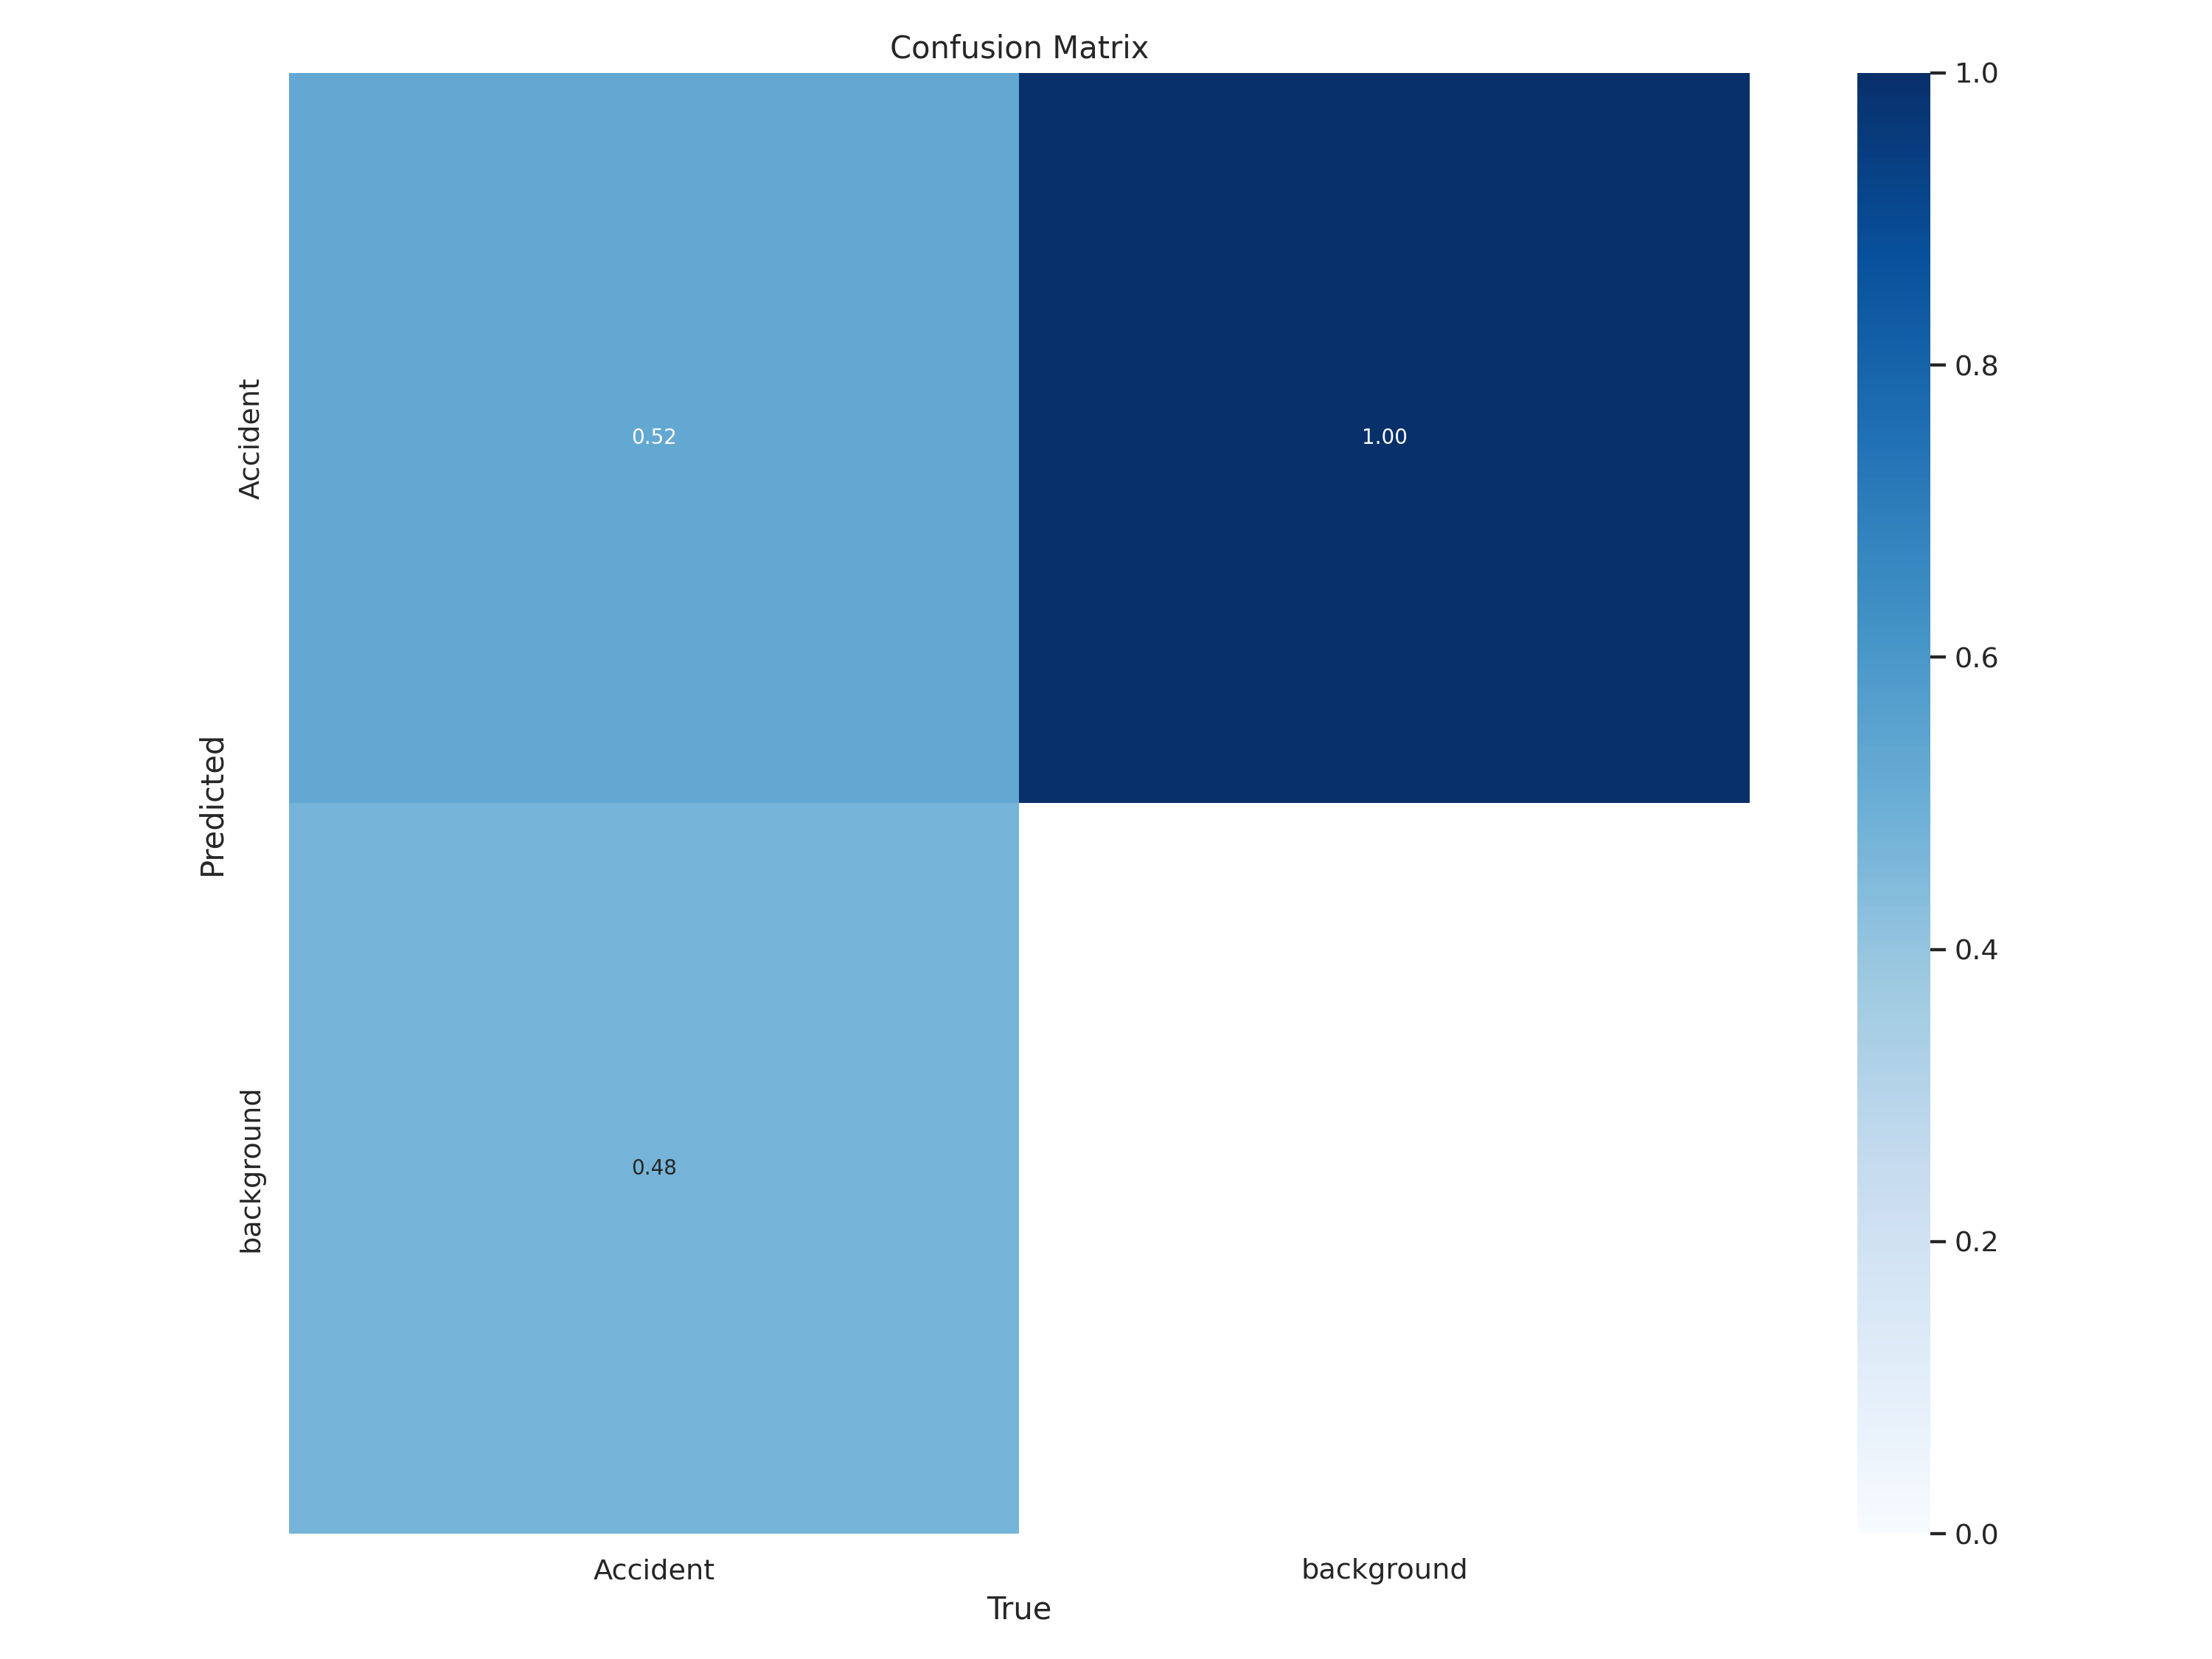 Confusion Matrix
Accident
background
Predicted
0.52
1.00
0.48
Accident
background
True
1.0
0.8
0.6
0.4
0.2
0.0